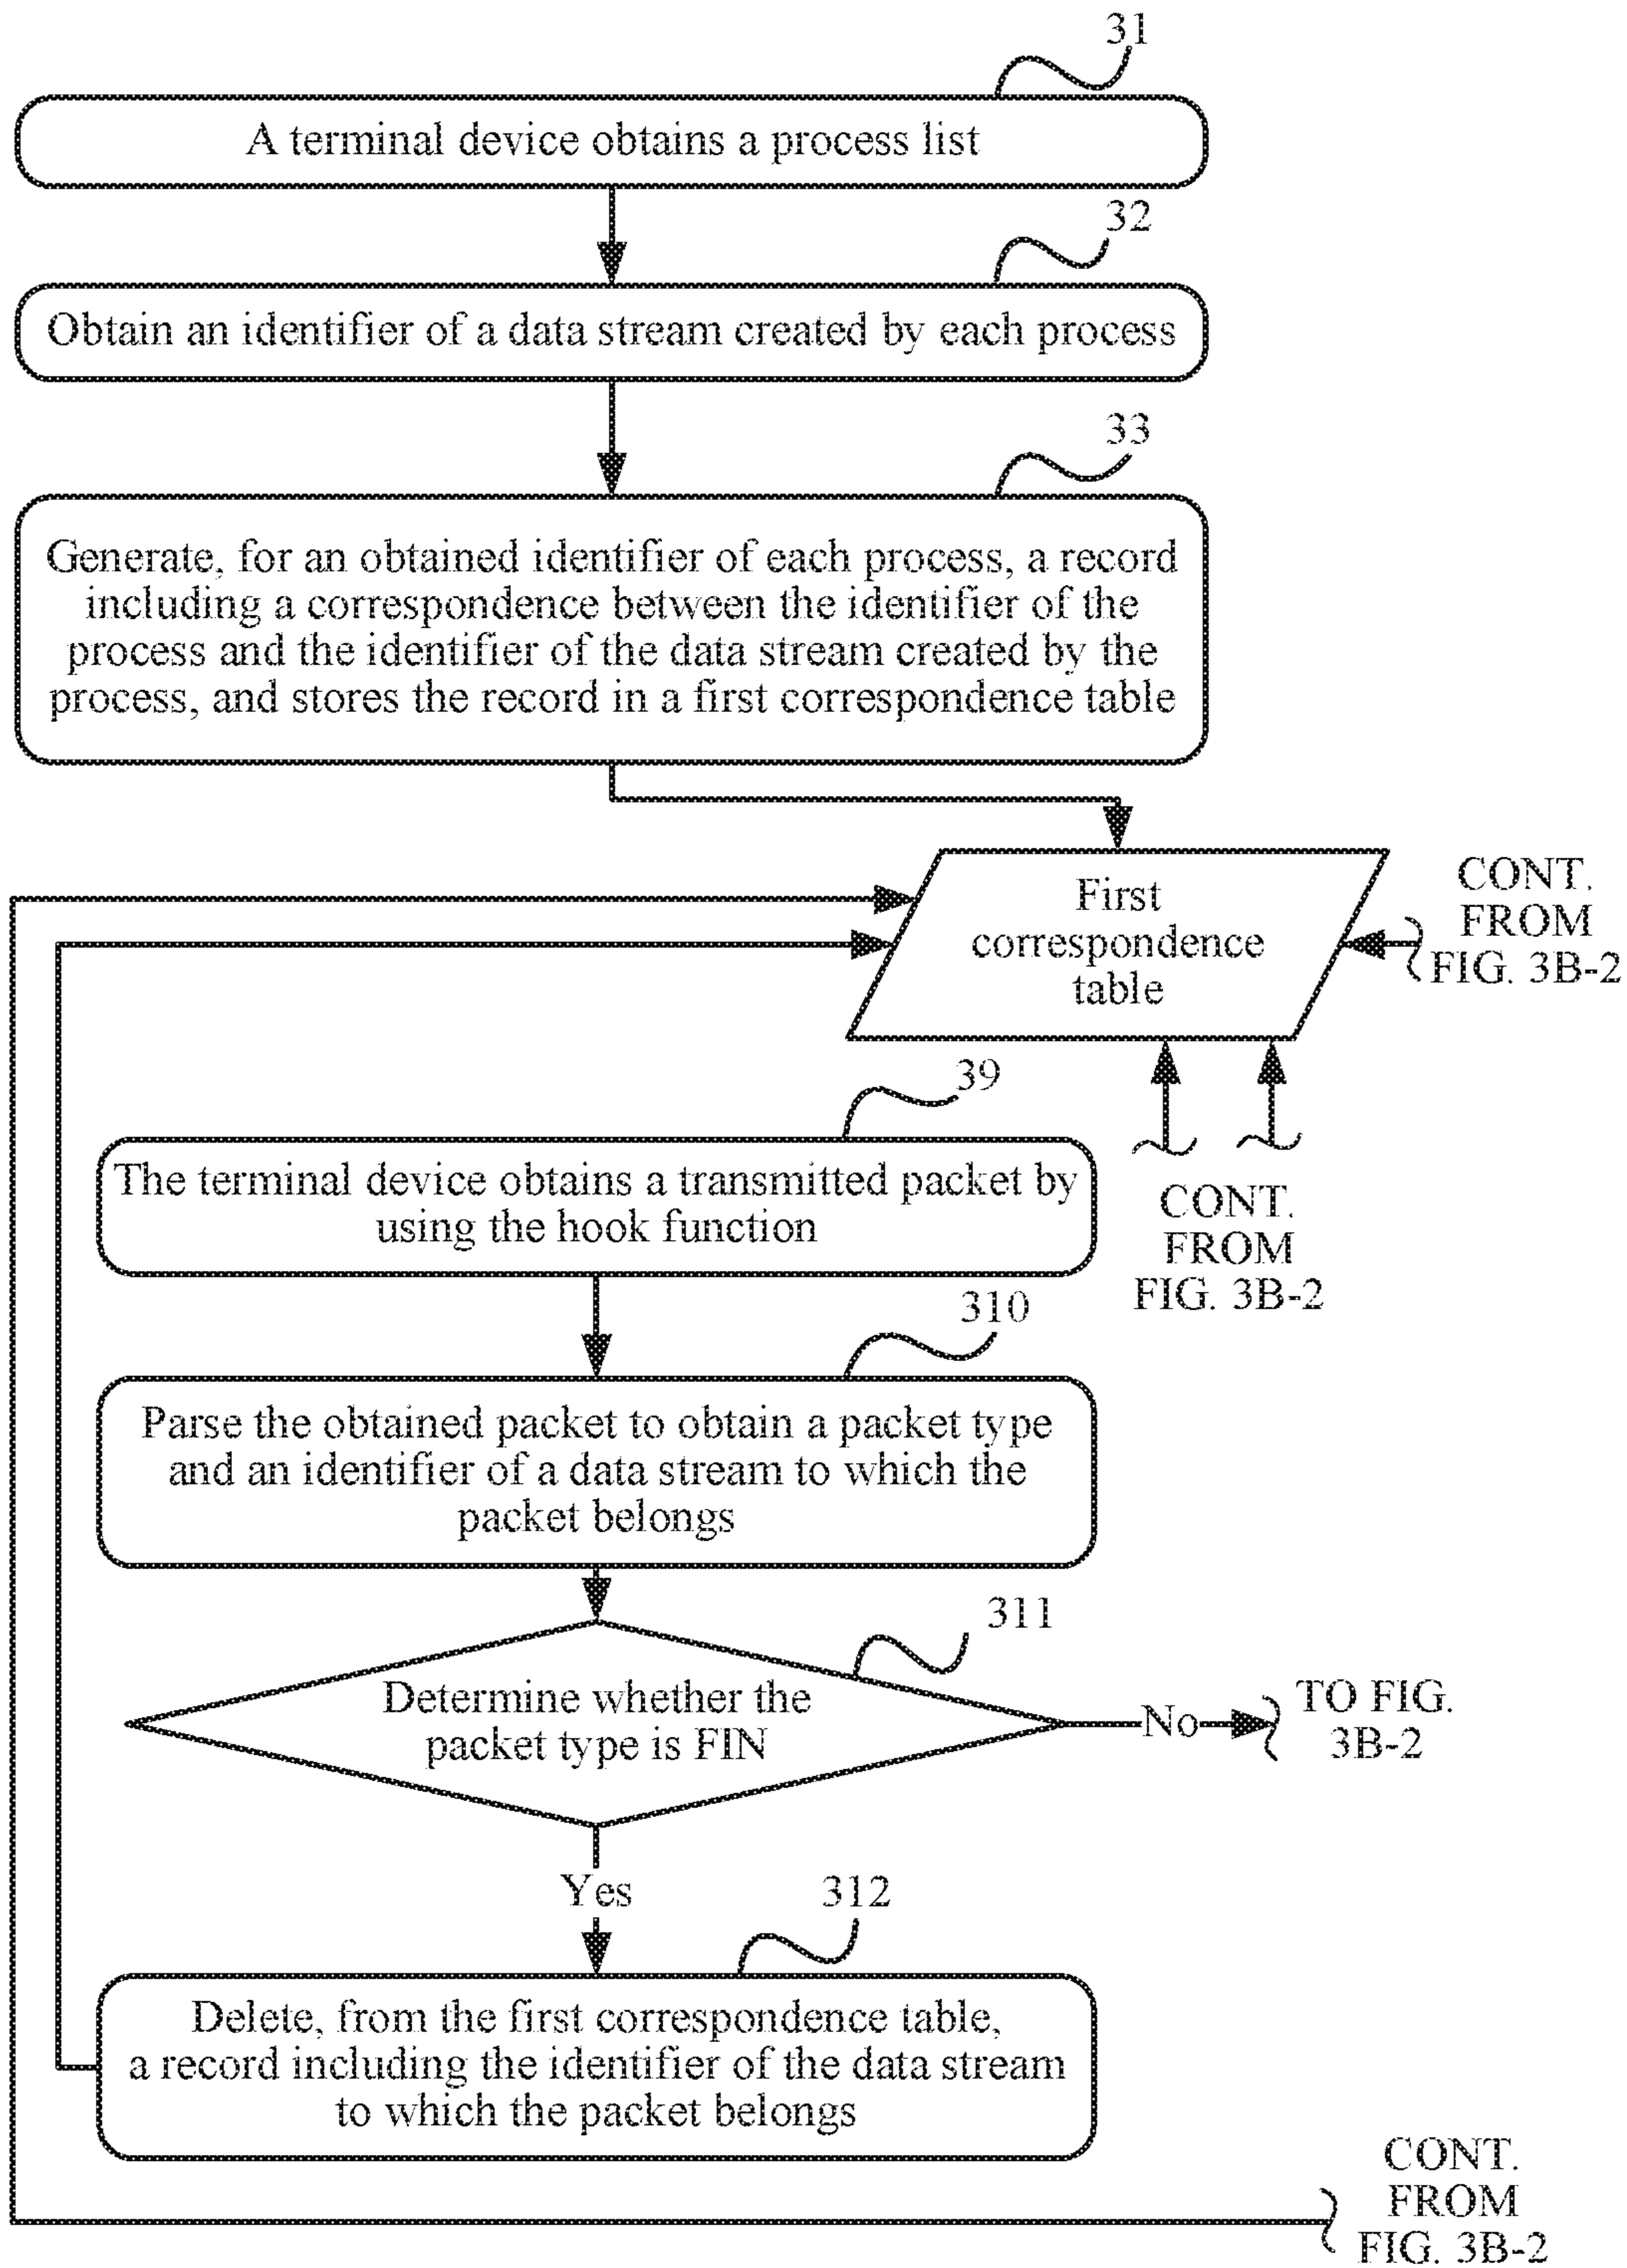 31
A terminal device obtains a process list
32
Obtain an identifier of a data stream created by each process
33
Generate, for an obtained identifier of each process, a record
including a correspondence between the identifier of the
process and the identifier of the data stream created by the
process, and stores the record in a first correspondence table
First
correspondence
table
CONT.
FROM
FIG. 3B-2
39
The terminal device obtains a transmitted packet by
using the hook function
CONT.
FROM
FIG. 3B-2
310
Parse the obtained packet to obtain a packet type
and an identifier of a data stream to which the
packet belongs
311
Determine whether the
packet type is FIN
No
TO FIG.
3B-2
Yes
312
Delete, from the first correspondence table,
a record including the identifier of the data stream
to which the packet belongs
CONT.
FROM
FIG. 3B-2